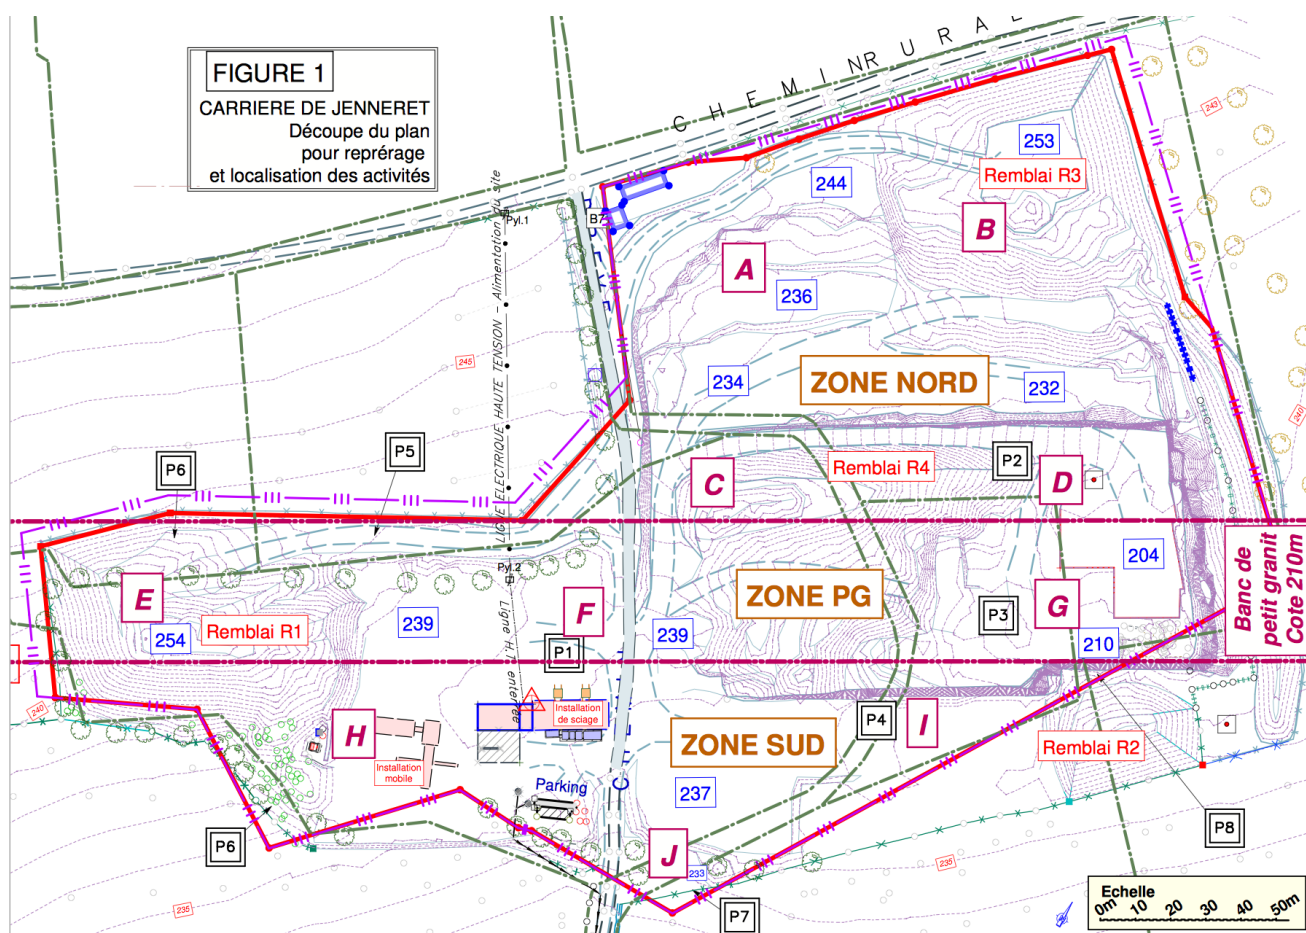 FIGURE 1
CARRIERE DE JENNERET
Découpe du plan
pour reprérage
et localisation des activités
CHEMIN RURAL
LIGNE ELECTRIQUE HAUTE TENSION - Alimentation du site
Pyl.1
B7
253
Remblai R3
243
244
B
A
236
245
234
ZONE NORD
232
240
P6
P5
C
Remblai R4
P2
D
Banc de
petit granit
Cote 210m
204
Pyl.2
E
254
Remblai R1
239
F
P1
239
ZONE PG
P3
G
210
Ligne H.T enterrée
240
H
Installation
mobile
Installation
de sciage
ZONE SUD
P4
I
Remblai R2
Parking
237
P6
J
233
P7
P8
235
235
Echelle
0m 10 20 30 40 50m